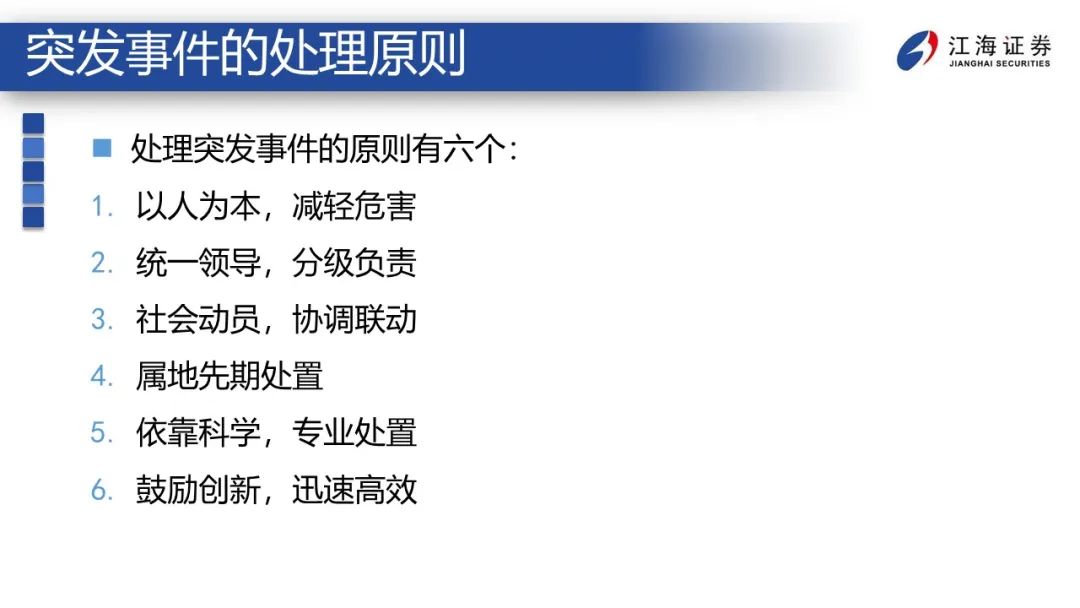 突发事件的处理原则
江海证券
JIANGHAI SECURITIES
处理突发事件的原则有六个：
1. 以人为本，减轻危害
2. 统一领导，分级负责
3. 社会动员，协调联动
4. 属地先期处置
5. 依靠科学，专业处置
6. 鼓励创新，迅速高效